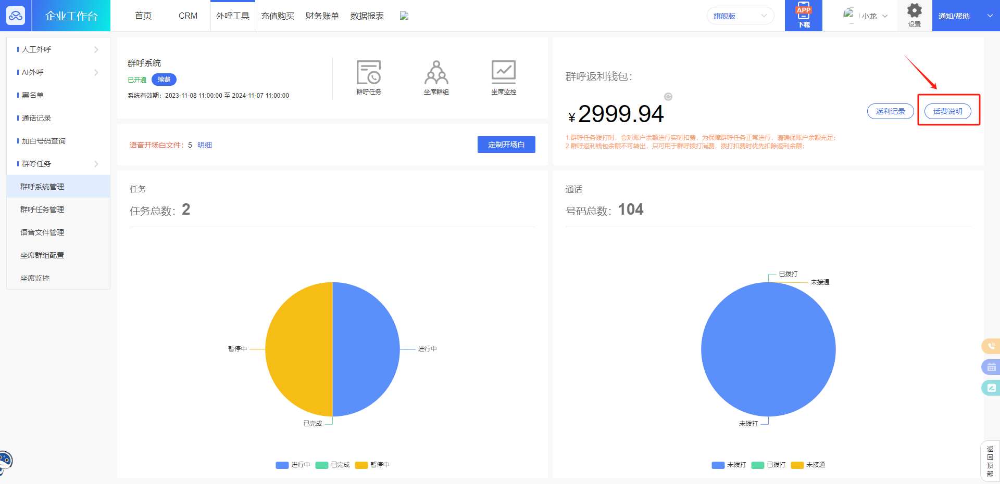 企业工作台
首页
CRM
外呼工具
充值购买
财务账单
数据报表
旗舰版
APP
下载
小龙
设置
通知/帮助
人工外呼
AI外呼
黑名单
通话记录
加白号码查询
群呼任务
群呼系统管理
群呼任务管理
语音文件管理
坐席群组配置
坐席监控
群呼系统
已开通 续费
系统有效期：2023-11-08 11:00:00 至 2024-11-07 11:00:00
群呼任务
坐席群组
坐席监控
语音开场白文件：5 明细
定制开场白
群呼返利钱包：
¥2999.94
返利记录
话费说明
1.群呼任务拨打时，会对账户余额进行实时扣费，为保障群呼任务正常进行，请确保账户余额充足；
2.群呼返利钱包余额不可转出，只可用于群呼拨打消费，拨打扣费时优先扣除返利余额；
任务
任务总数：2
暂停中
进行中
已完成
进行中 已完成 暂停中
通话
号码总数：104
已拨打
未接通
未拨打
未拨打 已拨打 未接通
返
回
顶
部